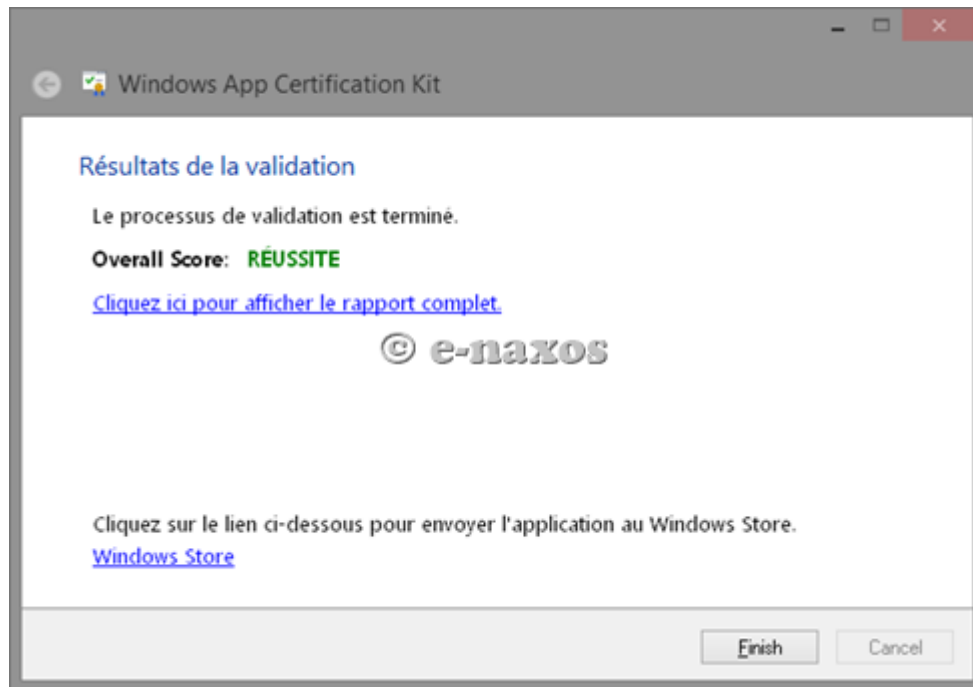 Windows App Certification Kit
Résultats de la validation
Le processus de validation est terminé.
Overall Score: RÉUSSITE
Cliquez ici pour afficher le rapport complet.
© e-naxos
Cliquez sur le lien ci-dessous pour envoyer l'application au Windows Store.
Windows Store
Finish Cancel